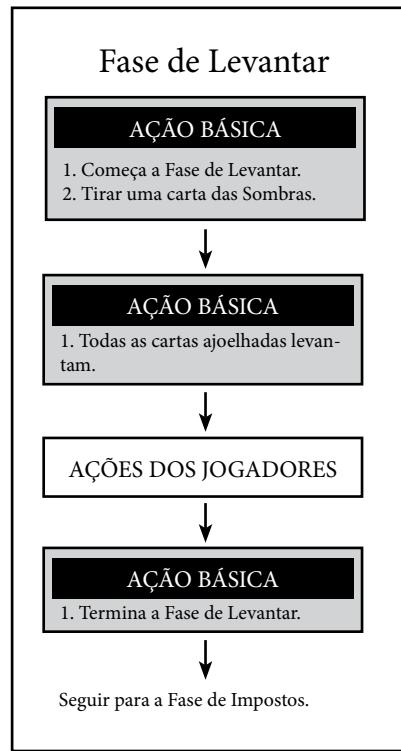 Fase de Levantar
AÇÃO BÁSICA
1. Começa a Fase de Levantar.
2. Tirar uma carta das Sombras.
AÇÃO BÁSICA
1. Todas as cartas ajoelhadas levan-
tam.
AÇÕES DOS JOGADORES
AÇÃO BÁSICA
1. Termina a Fase de Levantar.
Seguir para a Fase de Impostos.